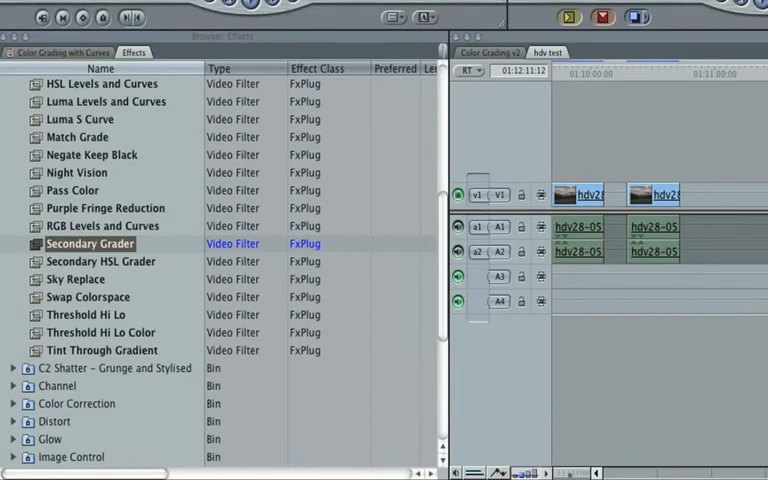 Browser: Effects
Color Grading with Curves
Effects
Name
Type
Effect Class
Preferred
Le
HSL Levels and Curves Video Filter FxPlug
Luma Levels and Curves Video Filter FxPlug
Luma S Curve Video Filter FxPlug
Match Grade Video Filter FxPlug
Negate Keep Black Video Filter FxPlug
Night Vision Video Filter FxPlug
Pass Color Video Filter FxPlug
Purple Fringe Reduction Video Filter FxPlug
RGB Levels and Curves Video Filter FxPlug
Secondary Grader Video Filter FxPlug
Secondary HSL Grader Video Filter FxPlug
Sky Replace Video Filter FxPlug
Swap Colorspace Video Filter FxPlug
Threshold Hi Lo Video Filter FxPlug
Threshold Hi Lo Color Video Filter FxPlug
Tint Through Gradient Video Filter FxPlug
C2 Shatter - Grunge and Stylised Bin
Channel Bin
Color Correction Bin
Distort Bin
Glow Bin
Image Control Bin
Color Grading v2
hdv test
RT
01:12:11:12
01:10:00:00
01:11:00:00
v1 V1 hdv28 hdv2
a1 A1 hdv28-05 hdv28-05
a2 A2 hdv28-05 hdv28-05
A3
A4